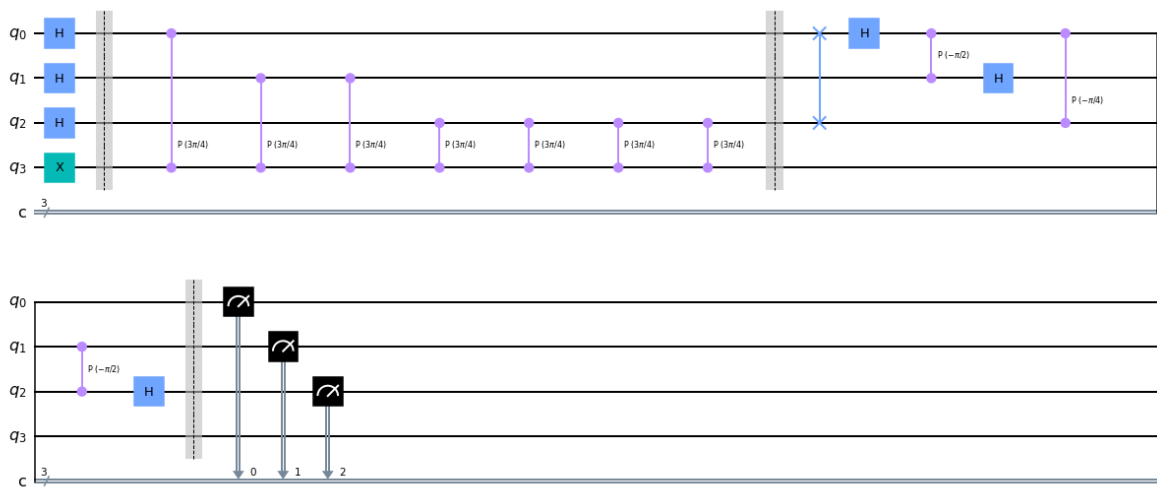 q0 H H
q1 H P (−π/2) H
q2 H P (−π/4)
q3 X P (3π/4) P (3π/4) P (3π/4) P (3π/4) P (3π/4) P (3π/4) P (3π/4)
c 3
q0
q1 P (−π/2)
q2 H
q3
c 3 0 1 2